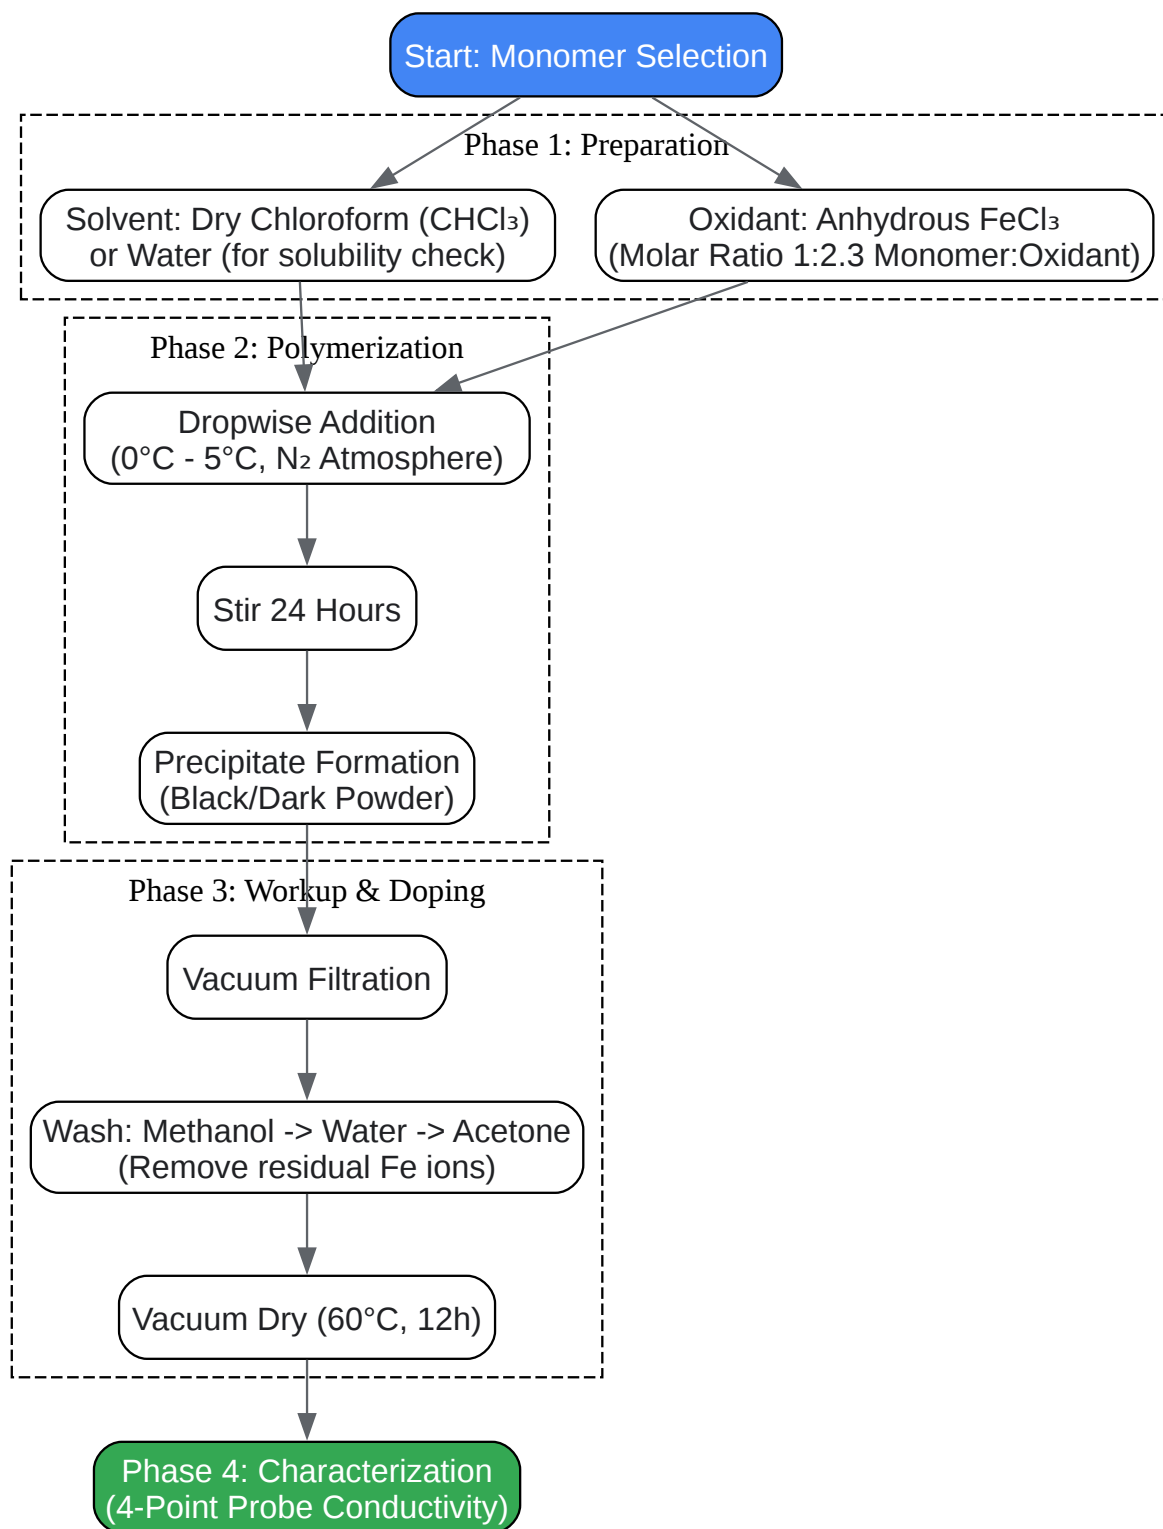 Start: Monomer Selection
Phase 1: Preparation
Solvent: Dry Chloroform (CHCl₃)
or Water (for solubility check)
Oxidant: Anhydrous FeCl₃
(Molar Ratio 1:2.3 Monomer:Oxidant)
Phase 2: Polymerization
Dropwise Addition
(0°C - 5°C, N₂ Atmosphere)
Stir 24 Hours
Precipitate Formation
(Black/Dark Powder)
Phase 3: Workup & Doping
Vacuum Filtration
Wash: Methanol -> Water -> Acetone
(Remove residual Fe ions)
Vacuum Dry (60°C, 12h)
Phase 4: Characterization
(4-Point Probe Conductivity)